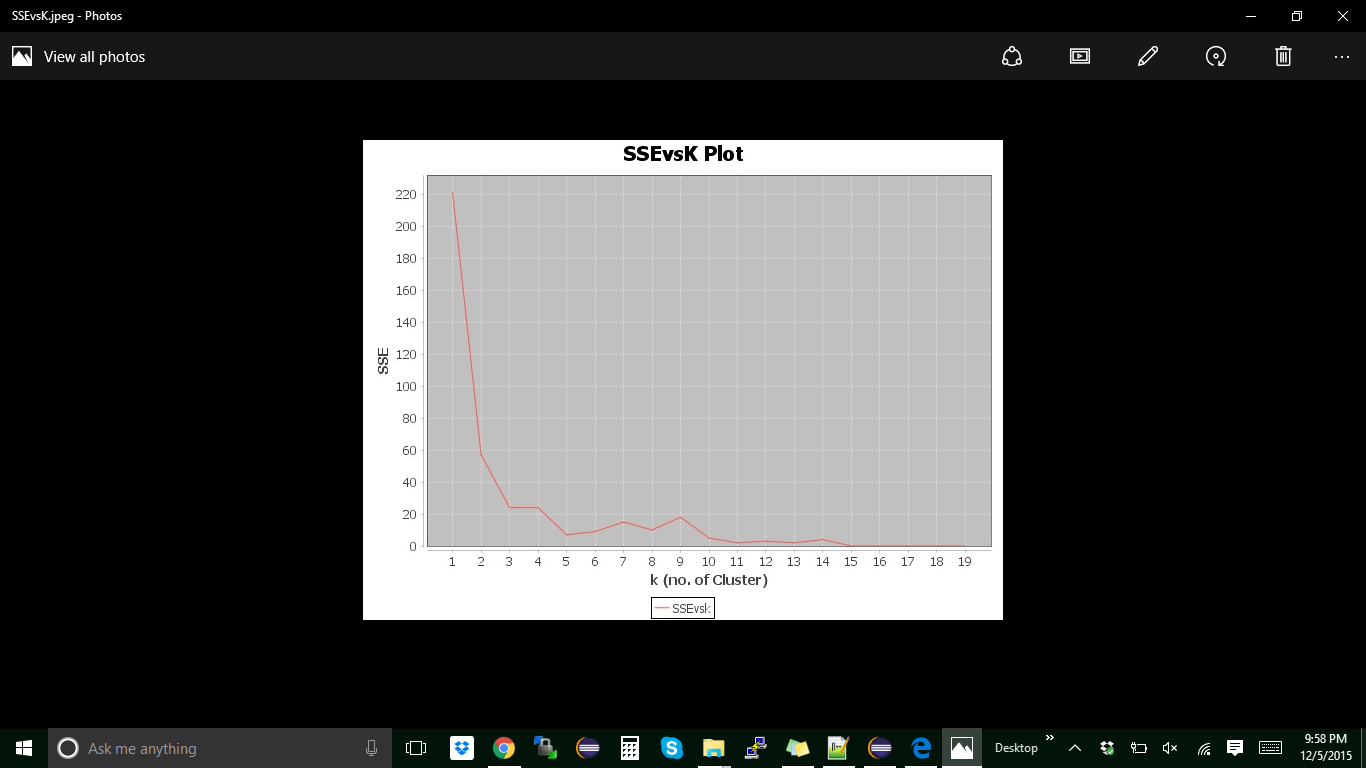 SSEvsK.jpeg - Photos
View all photos
SSEvsK Plot
220
200
180
160
140
120
100
80
60
40
20
0
SSE
1 2 3 4 5 6 7 8 9 10 11 12 13 14 15 16 17 18 19
k (no. of Cluster)
SSEvsk
Ask me anything
Desktop
9:58 PM
12/5/2015